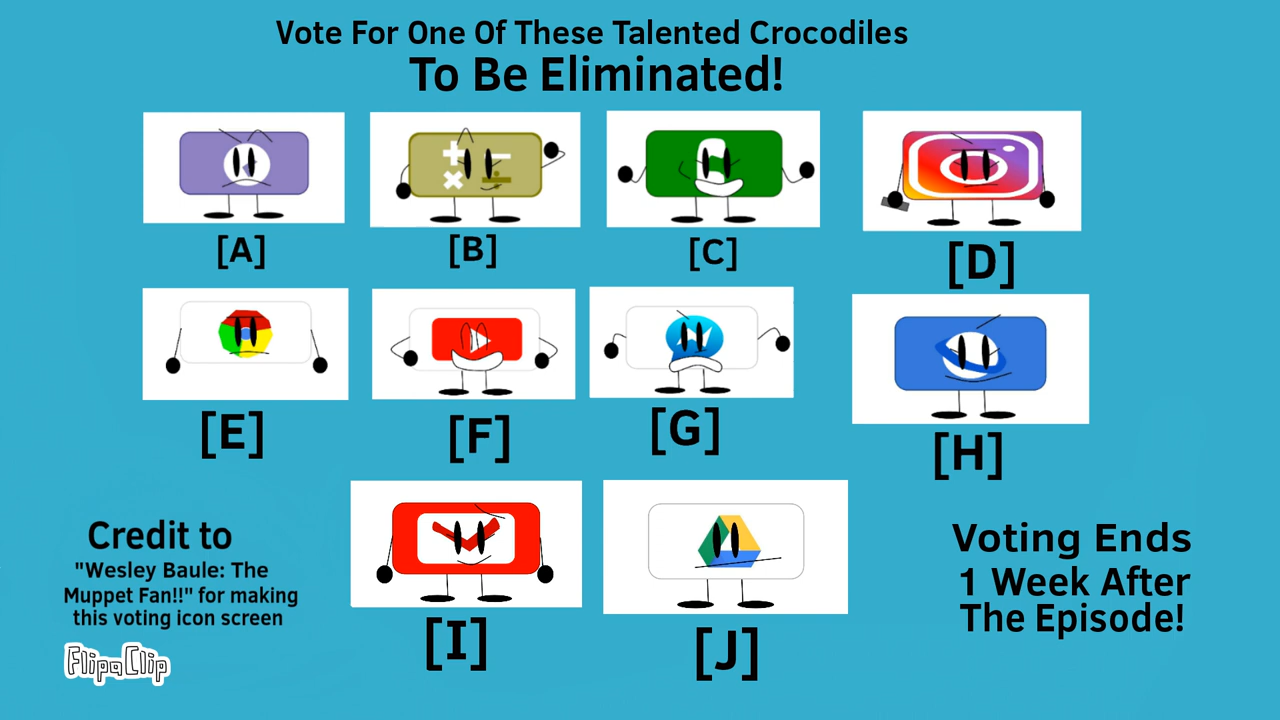 Vote For One Of These Talented Crocodiles
To Be Eliminated!
[A]
[B]
[C]
[D]
[E]
[F]
[G]
[H]
[I]
[J]
Credit to
"Wesley Baule: The
Muppet Fan!!" for making
this voting icon screen
FlipaClip
Voting Ends
1 Week After
The Episode!